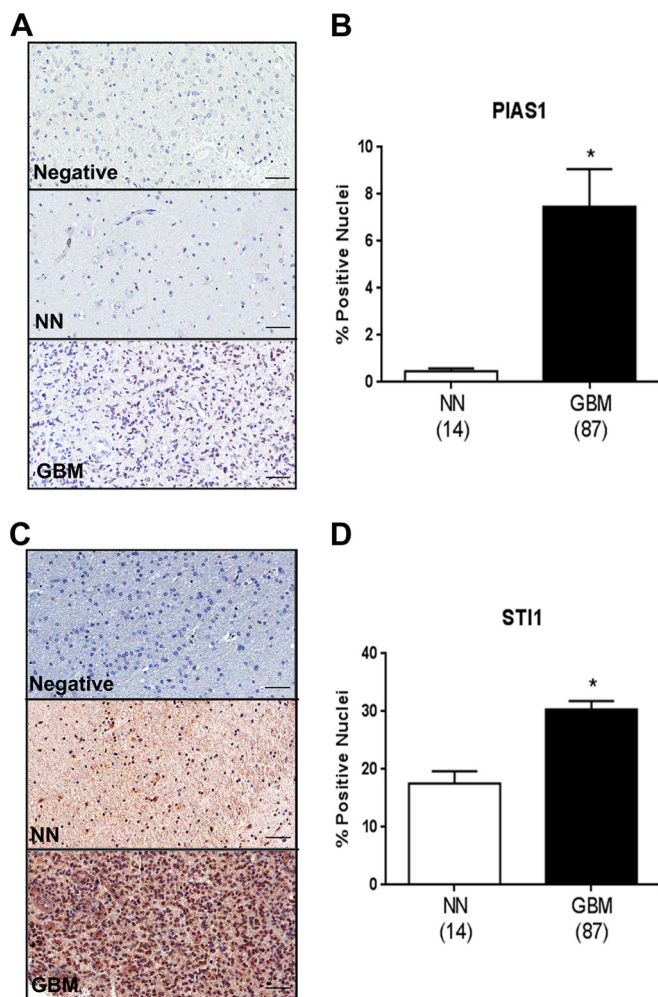 A
Negative
NN
GBM
B
PIAS1
% Positive Nuclei
10
8
6
4
2
0
*
NN
(14)
GBM
(87)
C
Negative
NN
GBM
D
STI1
% Positive Nuclei
40
30
20
10
0
*
NN
(14)
GBM
(87)